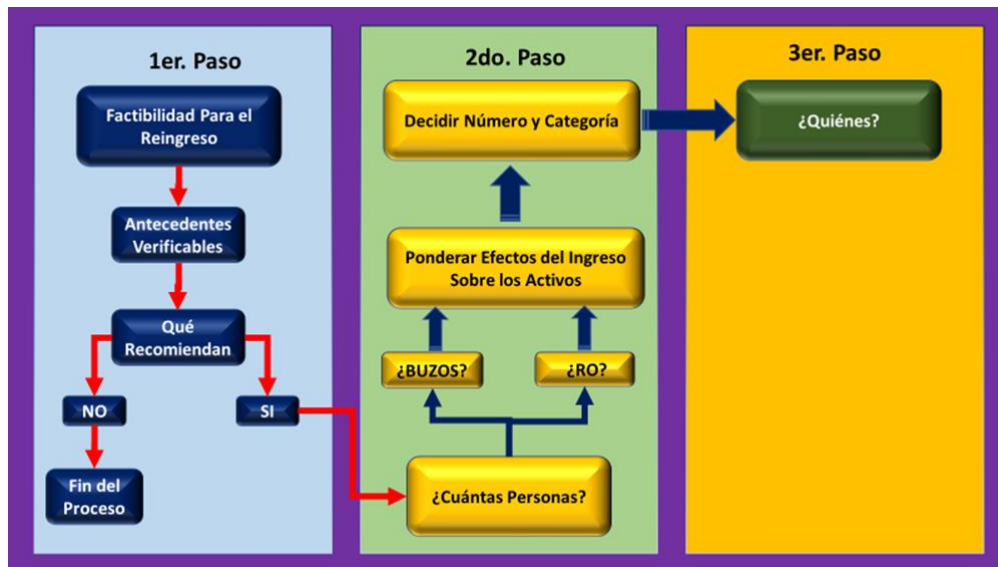 1er. Paso
Factibilidad Para el
Reingreso
Antecedentes
Verificables
Qué
Recomiendan
NO
SI
Fin del
Proceso
2do. Paso
Decidir Número y Categoría
Ponderar Efectos del Ingreso
Sobre los Activos
¿BUZOS?
¿RO?
¿Cuántas Personas?
3er. Paso
¿Quiénes?